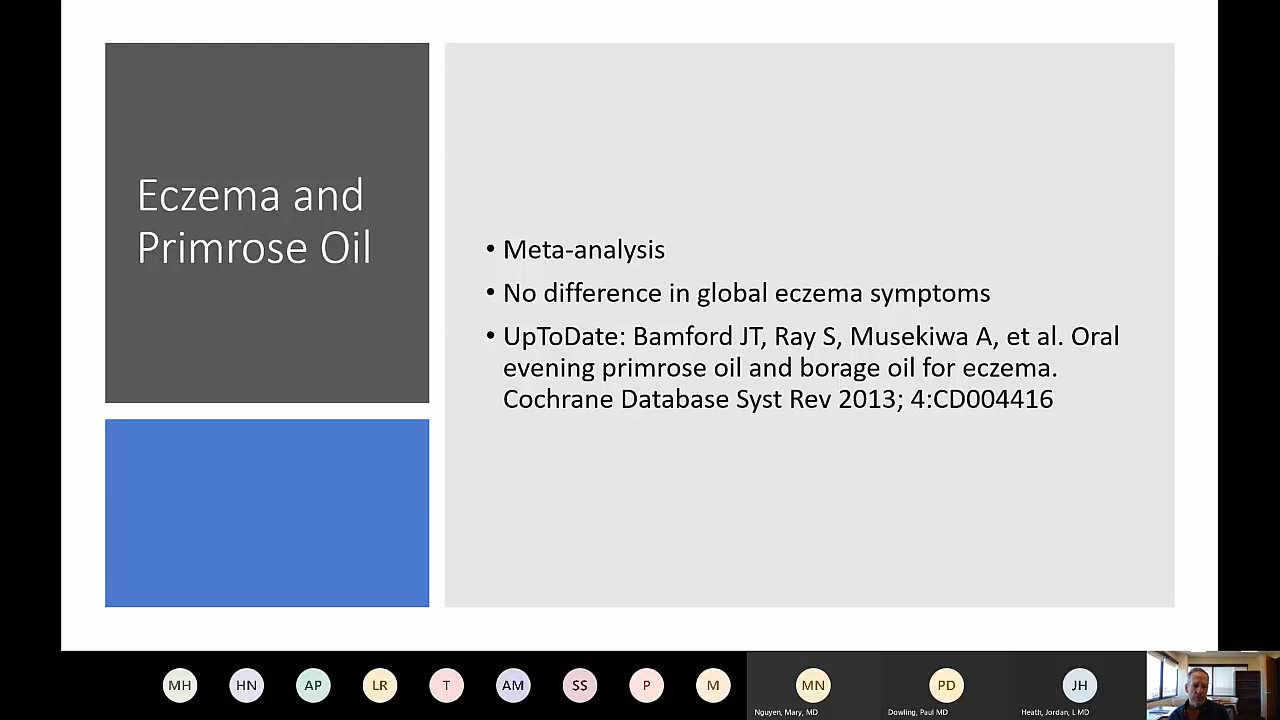 Eczema and
Primrose Oil
• Meta-analysis
• No difference in global eczema symptoms
• UpToDate: Bamford JT, Ray S, Musekiwa A, et al. Oral
evening primrose oil and borage oil for eczema.
Cochrane Database Syst Rev 2013; 4:CD004416
MH HN AP LR T AM SS P M MN PD JH
Nguyen, Mary, MD Dowling, Paul MD Heath, Jordan, L MD